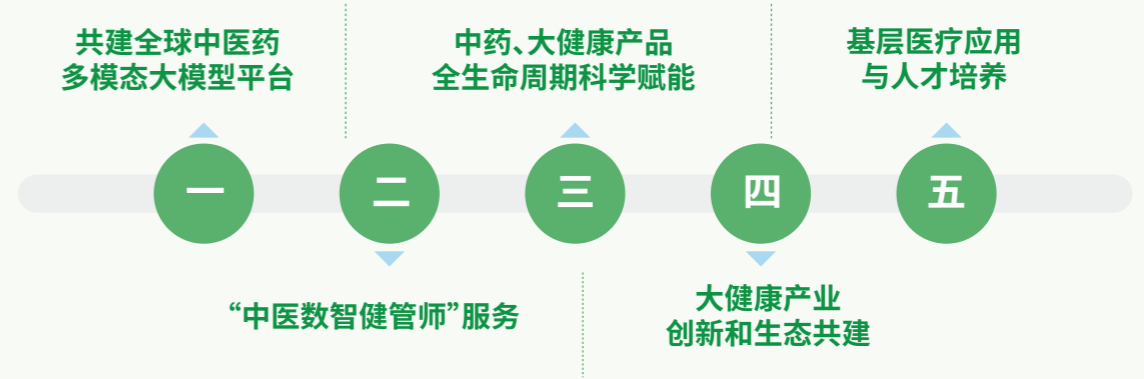 共建全球中医药
多模态大模型平台
中药、大健康产品
全生命周期科学赋能
基层医疗应用
与人才培养
一
二
三
四
五
“中医数智健管师”服务
大健康产业
创新和生态共建